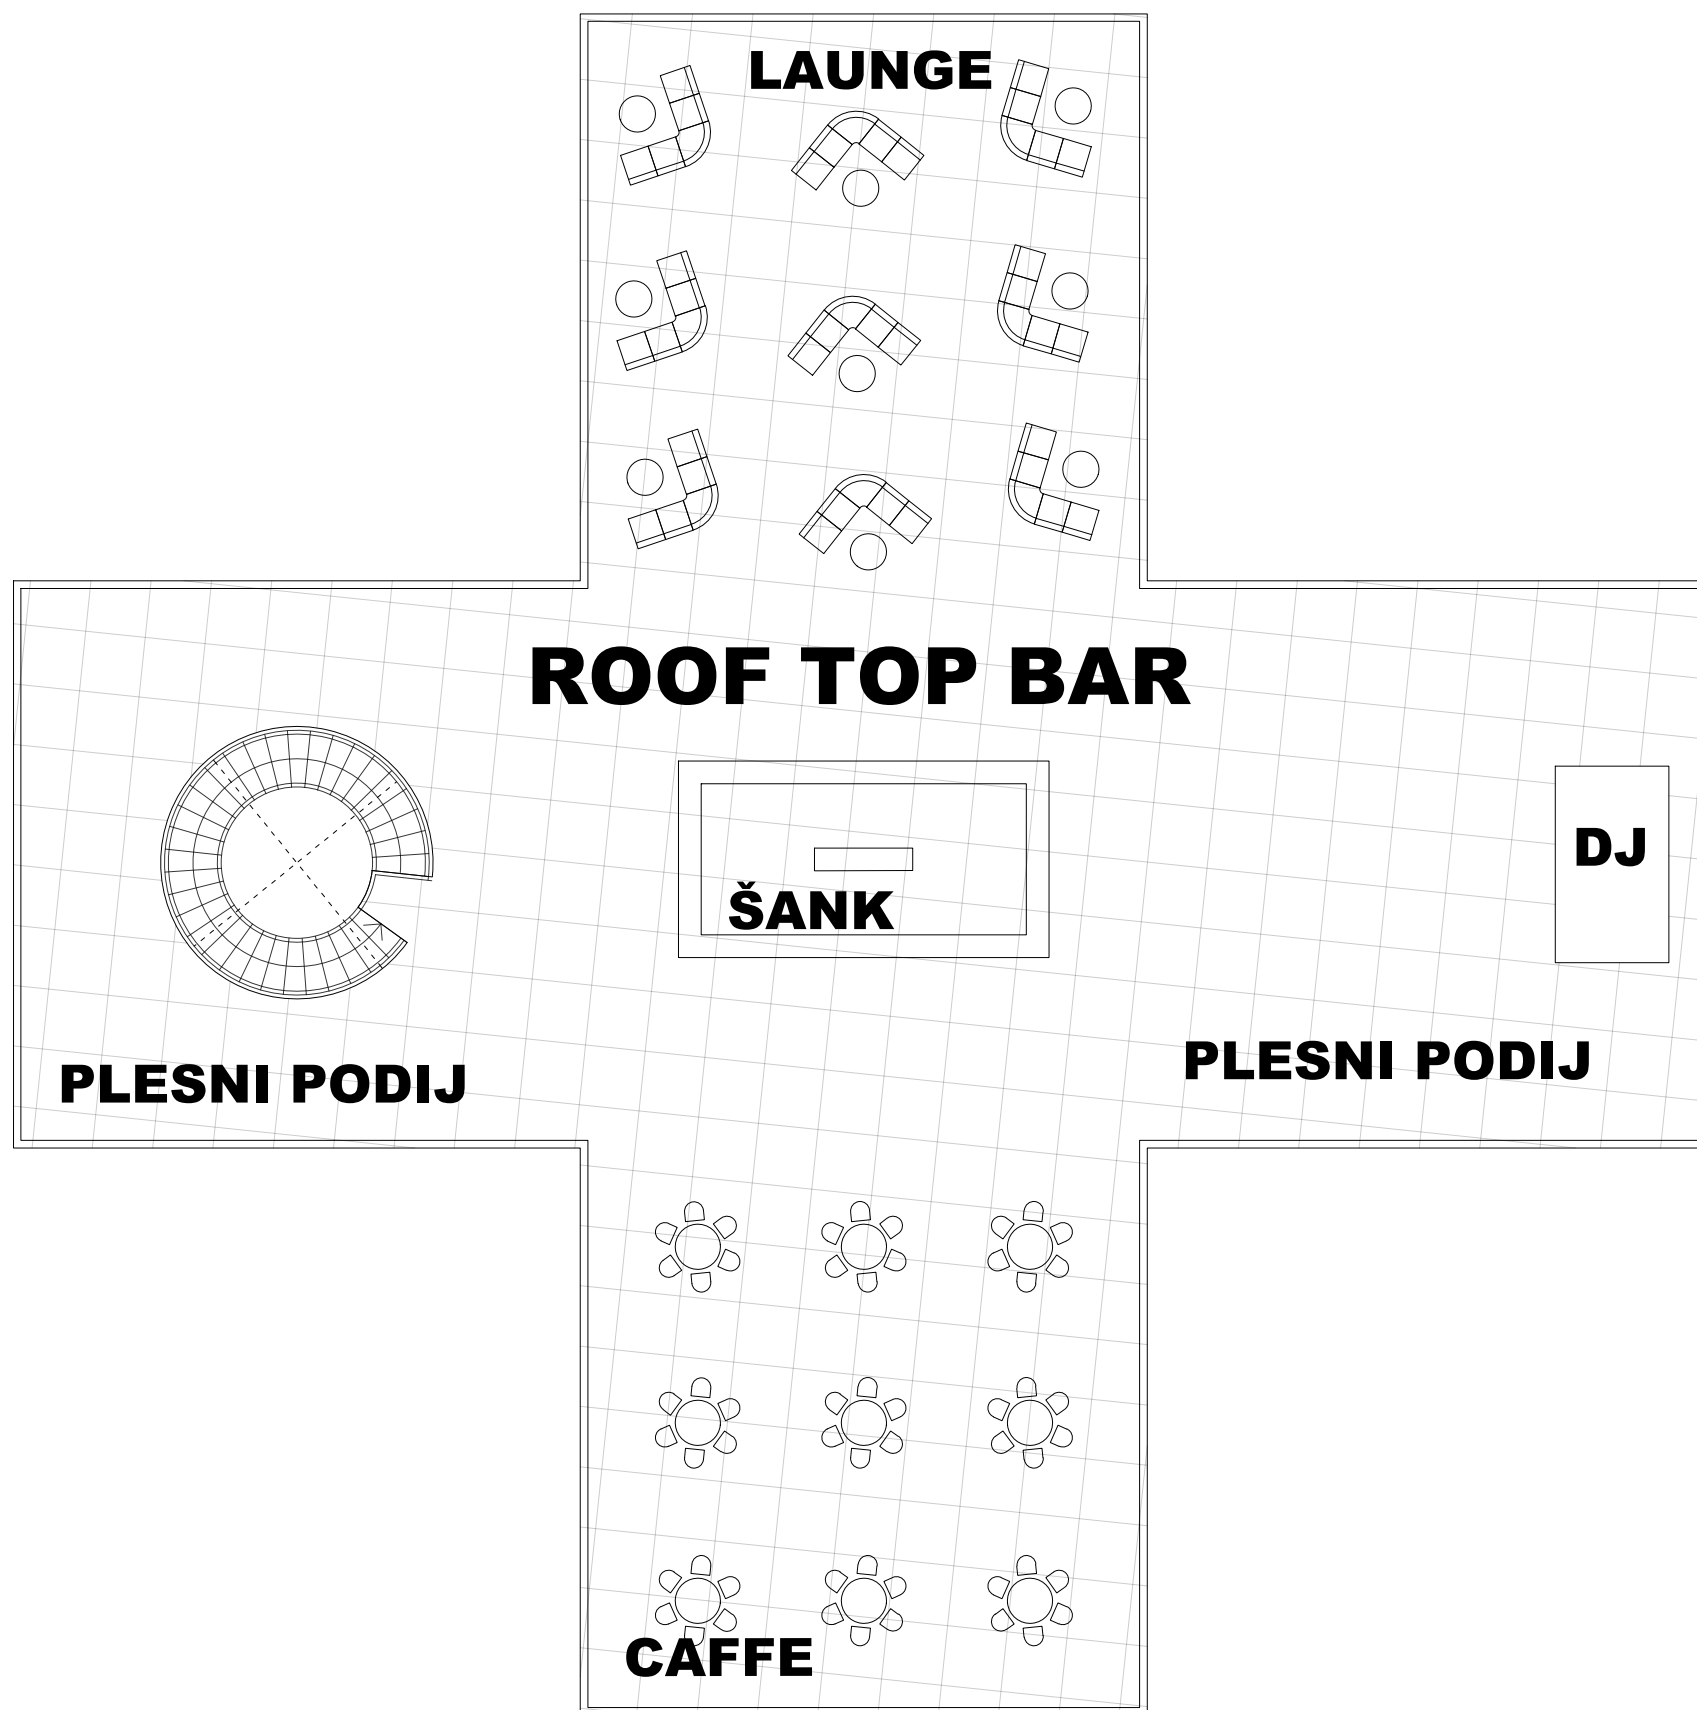 LAUNGE
ROOF TOP BAR
DJ
ŠANK
PLESNI PODIJ
PLESNI PODIJ
CAFFE